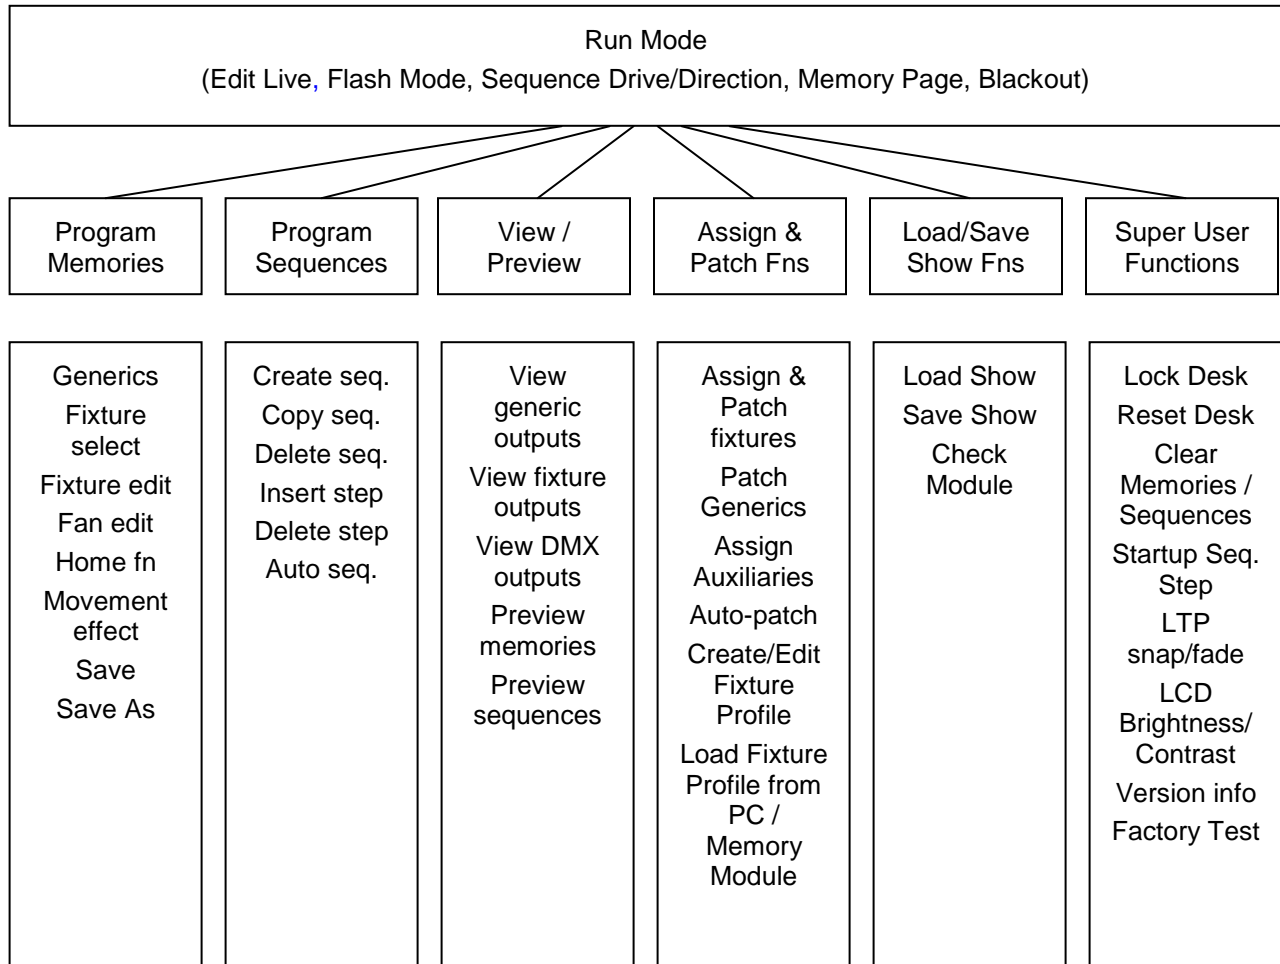 Run Mode
(Edit Live, Flash Mode, Sequence Drive/Direction, Memory Page, Blackout)
Program
Memories
Program
Sequences
View /
Preview
Assign &
Patch Fns
Load/Save
Show Fns
Super User
Functions
Generics
Fixture
select
Fixture edit
Fan edit
Home fn
Movement
effect
Save
Save As
Create seq.
Copy seq.
Delete seq.
Insert step
Delete step
Auto seq.
View
generic
outputs
View fixture
outputs
View DMX
outputs
Preview
memories
Preview
sequences
Assign &
Patch
fixtures
Patch
Generics
Assign
Auxiliaries
Auto-patch
Create/Edit
Fixture
Profile
Load Fixture
Profile from
PC /
Memory
Module
Load Show
Save Show
Check
Module
Lock Desk
Reset Desk
Clear
Memories /
Sequences
Startup Seq.
Step
LTP
snap/fade
LCD
Brightness/
Contrast
Version info
Factory Test